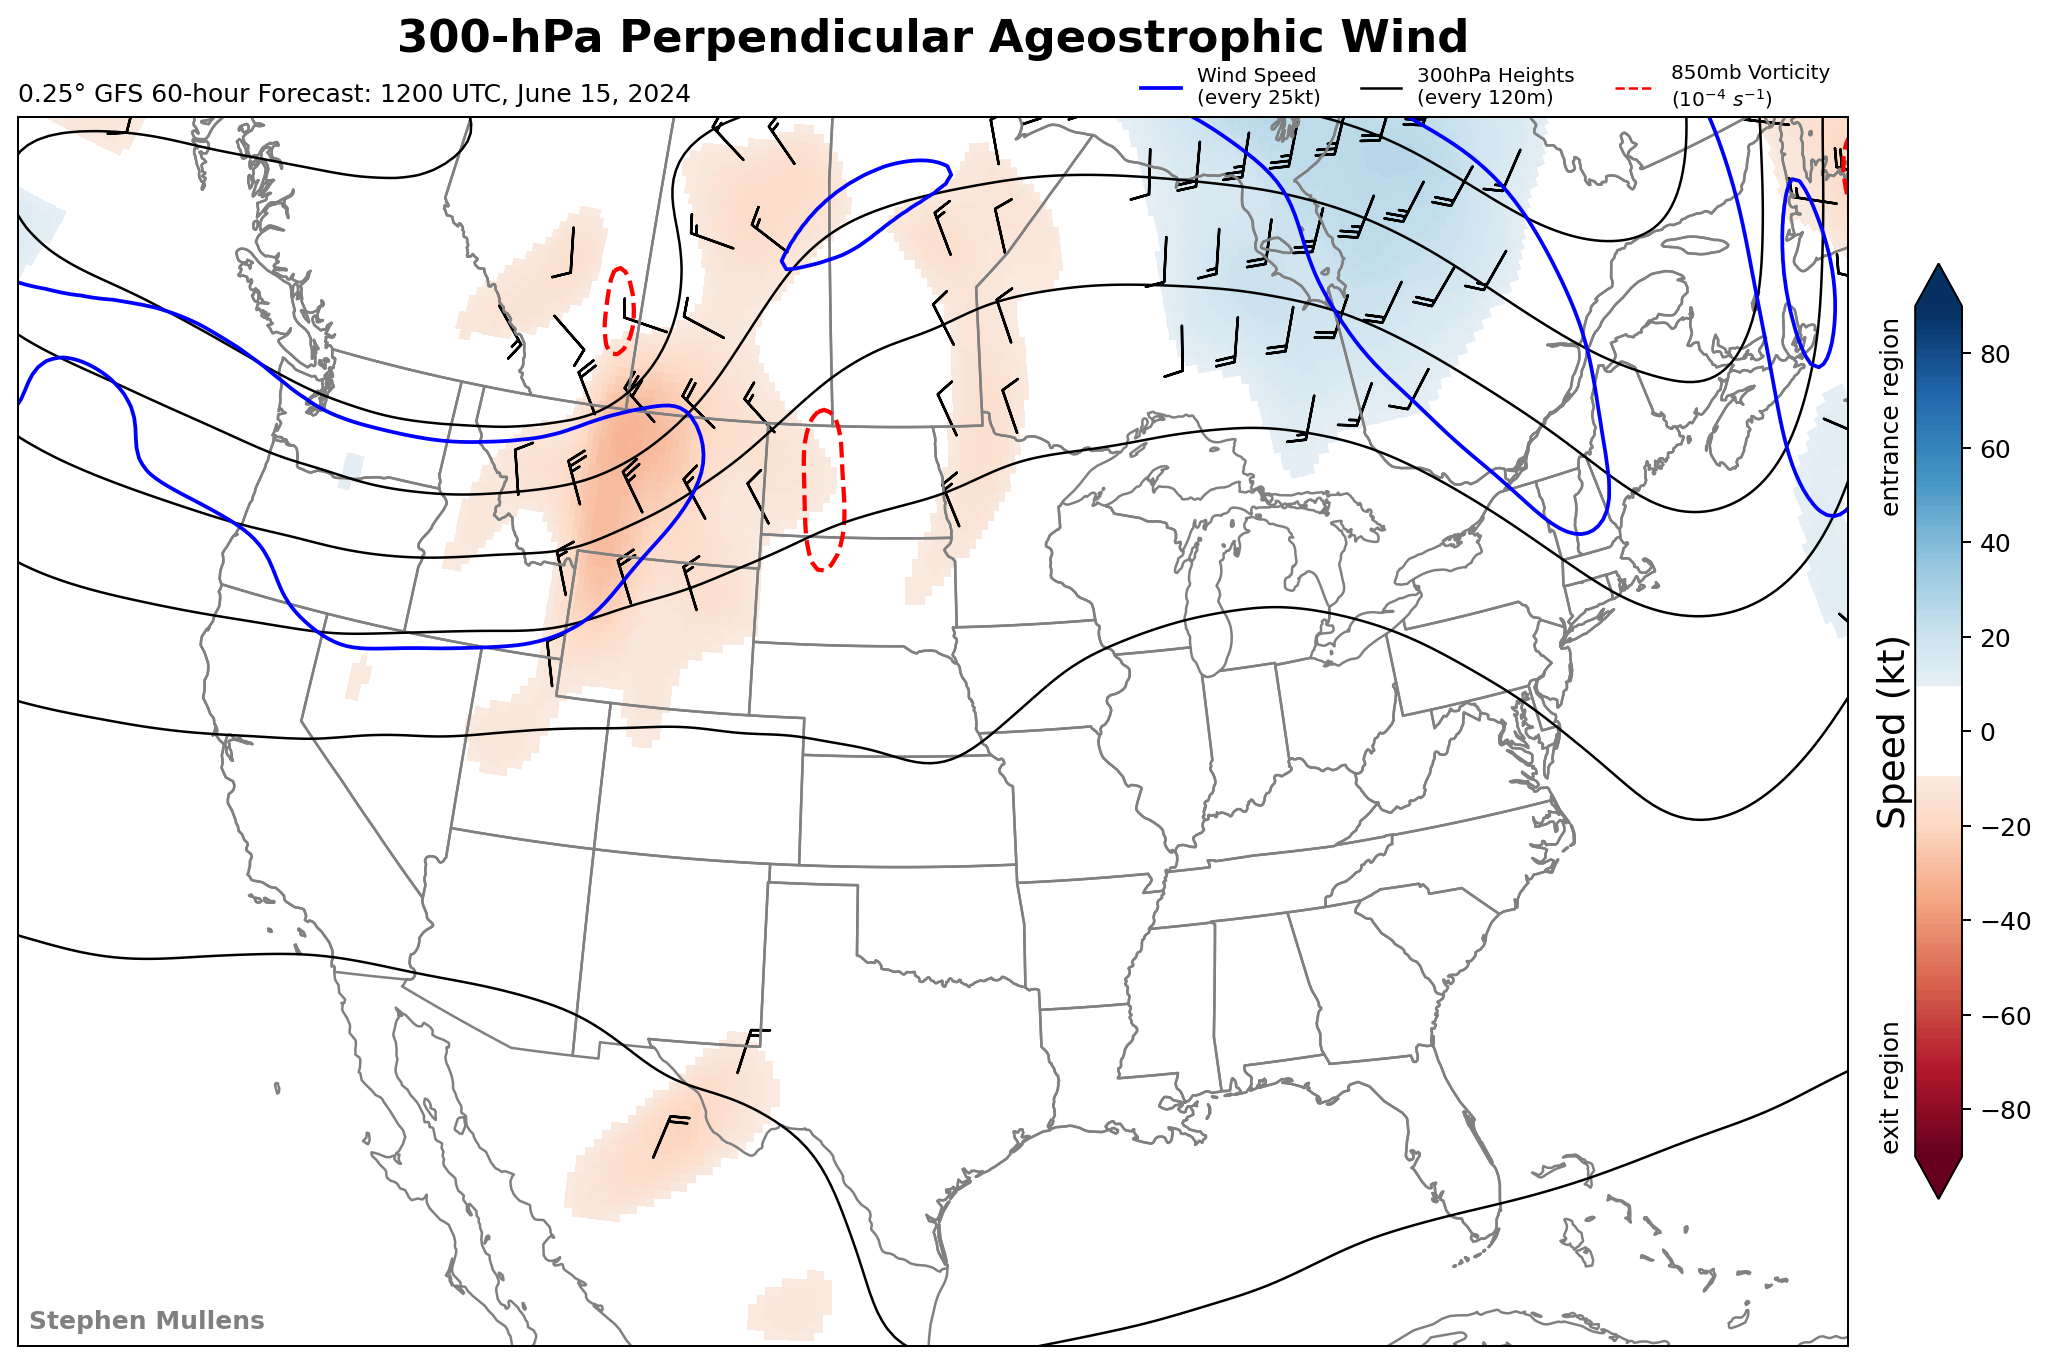 300-hPa Perpendicular Ageostrophic Wind
0.25° GFS 60-hour Forecast: 1200 UTC, June 15, 2024
Wind Speed
(every 25kt)
300hPa Heights
(every 120m)
850mb Vorticity
(10⁻⁴ s⁻¹)
entrance region
Speed (kt)
exit region
80
60
40
20
0
−20
−40
−60
−80
Stephen Mullens